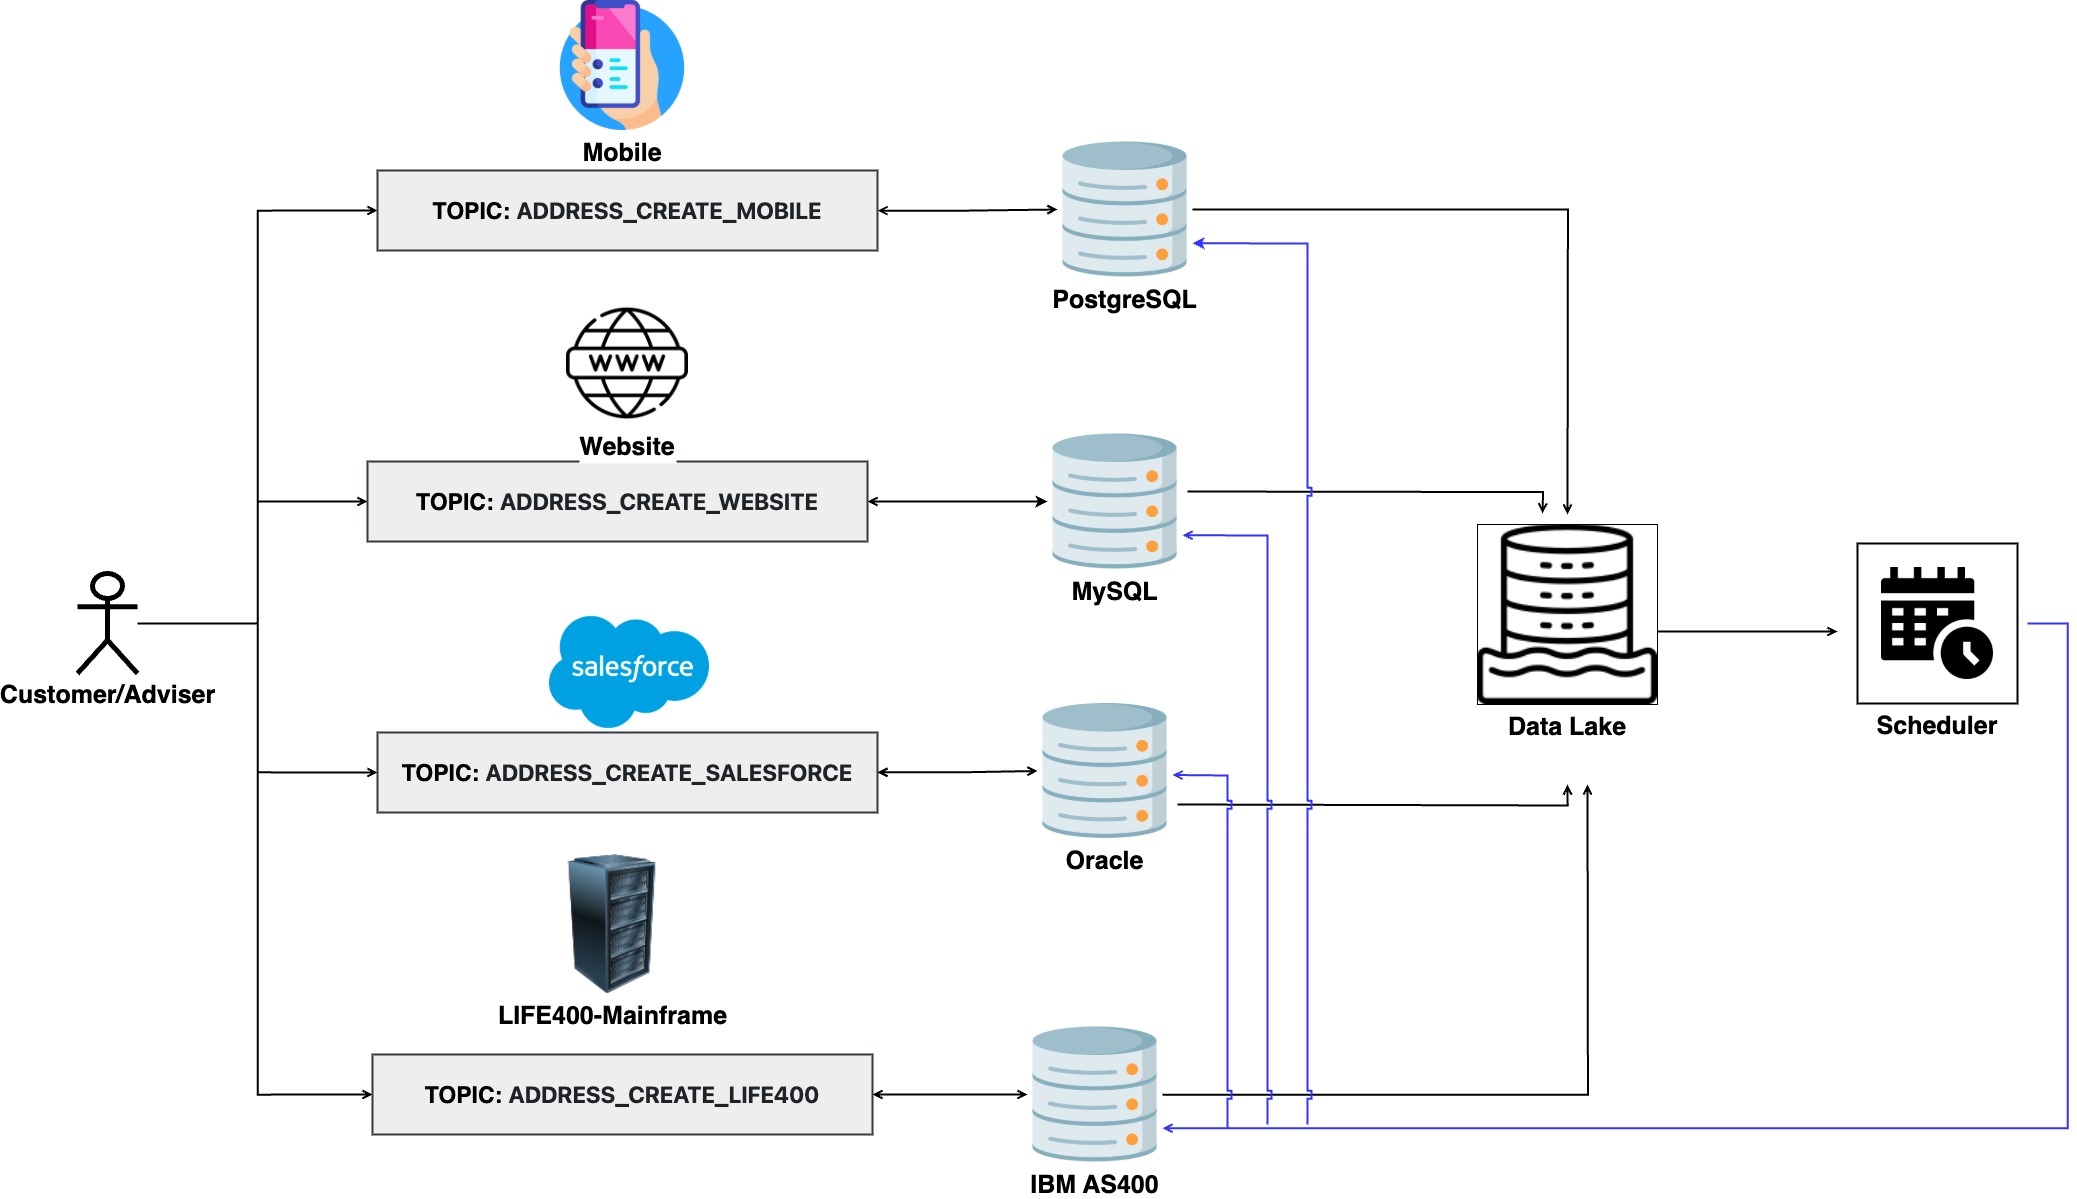 Mobile
TOPIC: ADDRESS_CREATE_MOBILE
PostgreSQL
WWW
Website
TOPIC: ADDRESS_CREATE_WEBSITE
MySQL
Customer/Adviser
salesforce
TOPIC: ADDRESS_CREATE_SALESFORCE
Oracle
Data Lake
Scheduler
LIFE400-Mainframe
TOPIC: ADDRESS_CREATE_LIFE400
IBM AS400